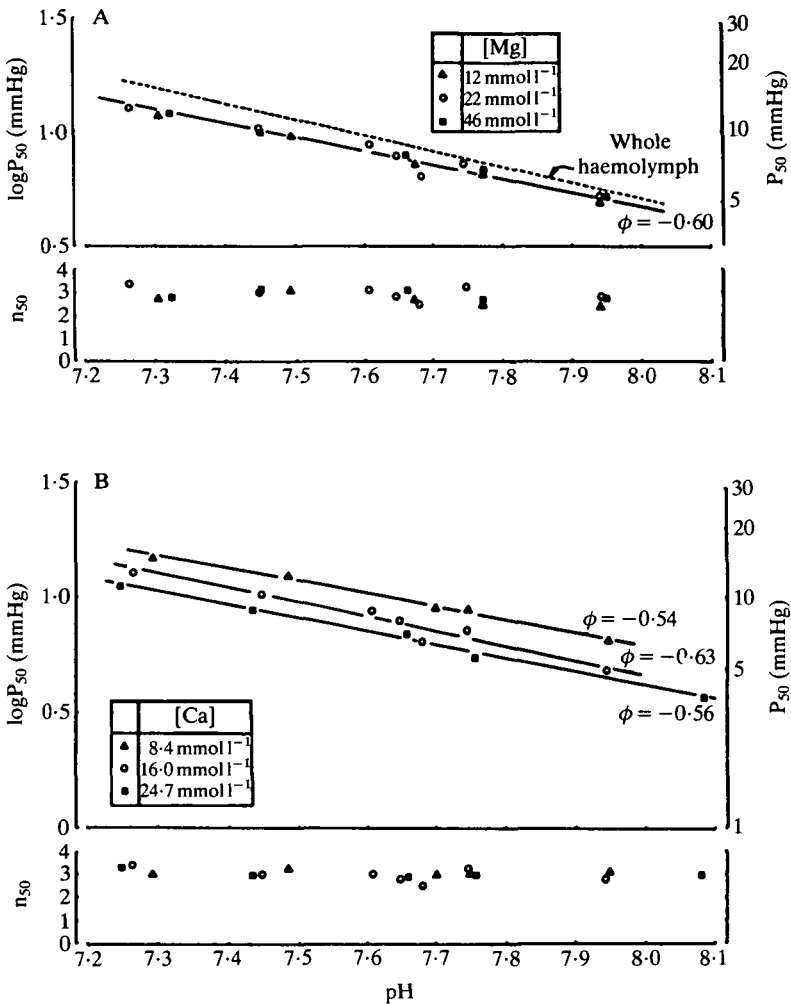 A
[Mg]
▲ 12 mmol l⁻¹
○ 22 mmol l⁻¹
■ 46 mmol l⁻¹
Whole
haemolymph
ϕ = −0·60
logP₅₀ (mmHg)
1·5
1·0
0·5
P₅₀ (mmHg)
30
20
10
5
n₅₀
4
3
2
1
0
7·2 7·3 7·4 7·5 7·6 7·7 7·8 7·9 8·0 8·1
B
logP₅₀ (mmHg)
1·5
1·0
0·5
0
P₅₀ (mmHg)
30
20
10
5
1
ϕ = −0·54
ϕ = −0·63
ϕ = −0·56
[Ca]
▲ 8·4 mmol l⁻¹
○ 16·0 mmol l⁻¹
■ 24·7 mmol l⁻¹
n₅₀
4
3
2
1
0
7·2 7·3 7·4 7·5 7·6 7·7 7·8 7·9 8·0 8·1
pH